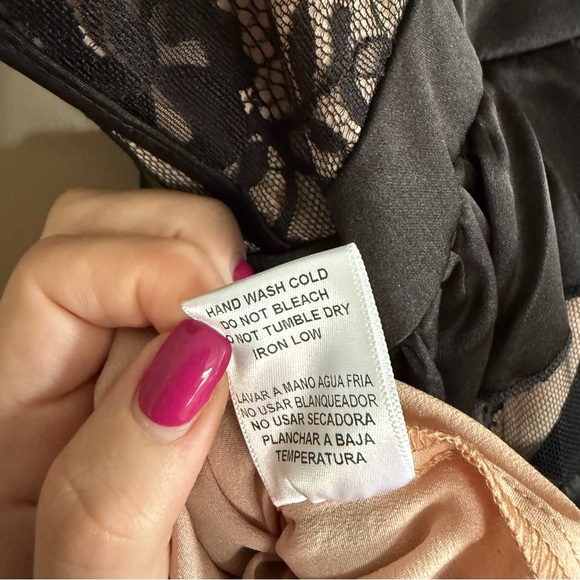 HAND WASH COLD
DO NOT BLEACH
DO NOT TUMBLE DRY
IRON LOW
LAVAR A MANO AGUA FRIA
NO USAR BLANQUEADOR
NO USAR SECADORA
PLANCHAR A BAJA
TEMPERATURA